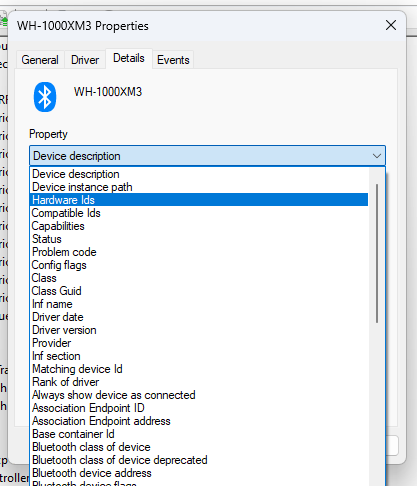 WH-1000XM3 Properties
General Driver Details Events
WH-1000XM3
Property
Device description
Device description
Device instance path
Hardware Ids
Compatible Ids
Capabilities
Status
Problem code
Config flags
Class
Class Guid
Inf name
Driver date
Driver version
Provider
Inf section
Matching device Id
Rank of driver
Always show device as connected
Association Endpoint ID
Association Endpoint address
Base container Id
Bluetooth class of device
Bluetooth class of device deprecated
Bluetooth device address
Bluetooth device flags